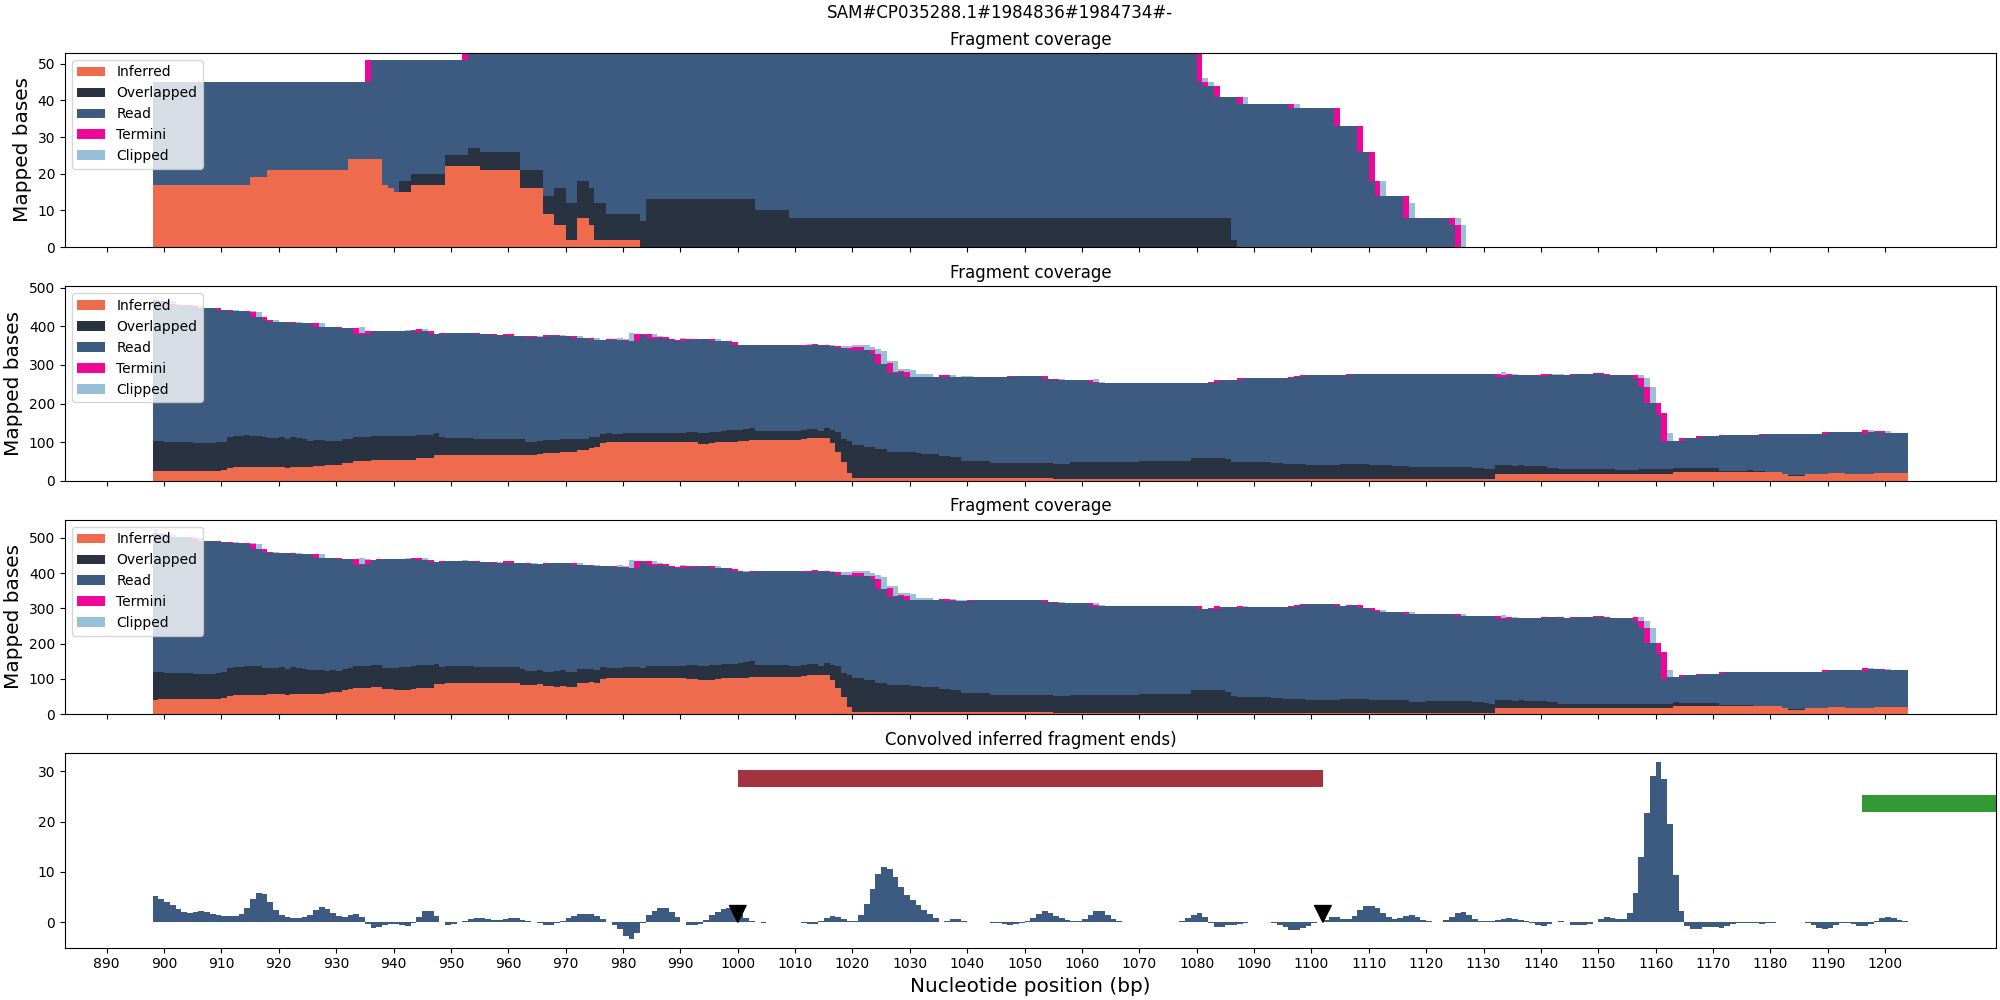 SAM#CP035288.1#1984836#1984734#-
Fragment coverage
Mapped bases
50
40
30
20
10
0
Inferred
Overlapped
Read
Termini
Clipped
Fragment coverage
Mapped bases
500
400
300
200
100
0
Inferred
Overlapped
Read
Termini
Clipped
Fragment coverage
Mapped bases
500
400
300
200
100
0
Inferred
Overlapped
Read
Termini
Clipped
Convolved inferred fragment ends)
30
20
10
0
890 900 910 920 930 940 950 960 970 980 990 1000 1010 1020 1030 1040 1050 1060 1070 1080 1090 1100 1110 1120 1130 1140 1150 1160 1170 1180 1190 1200
Nucleotide position (bp)